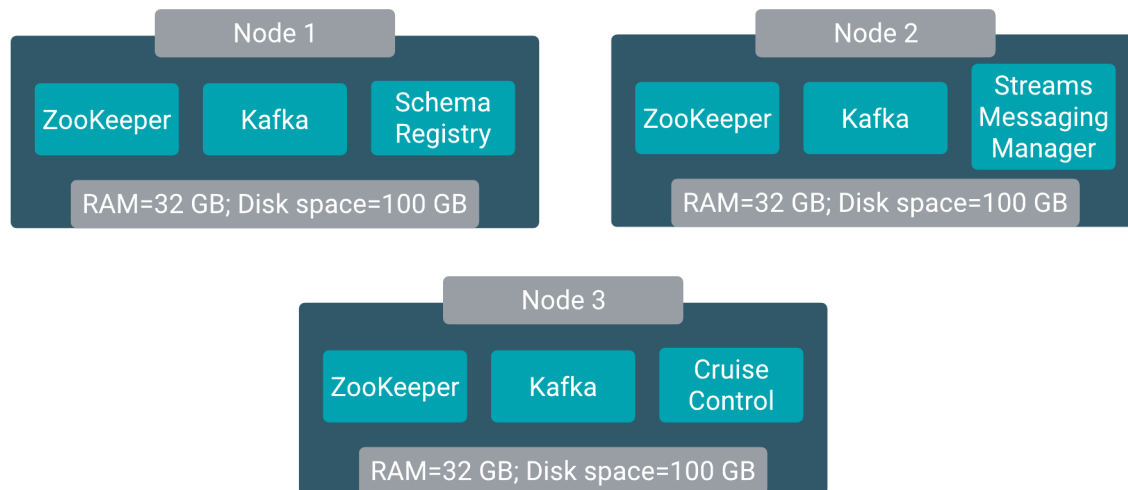 Node 1
ZooKeeper
Kafka
Schema
Registry
RAM=32 GB; Disk space=100 GB
Node 2
ZooKeeper
Kafka
Streams
Messaging
Manager
RAM=32 GB; Disk space=100 GB
Node 3
ZooKeeper
Kafka
Cruise
Control
RAM=32 GB; Disk space=100 GB